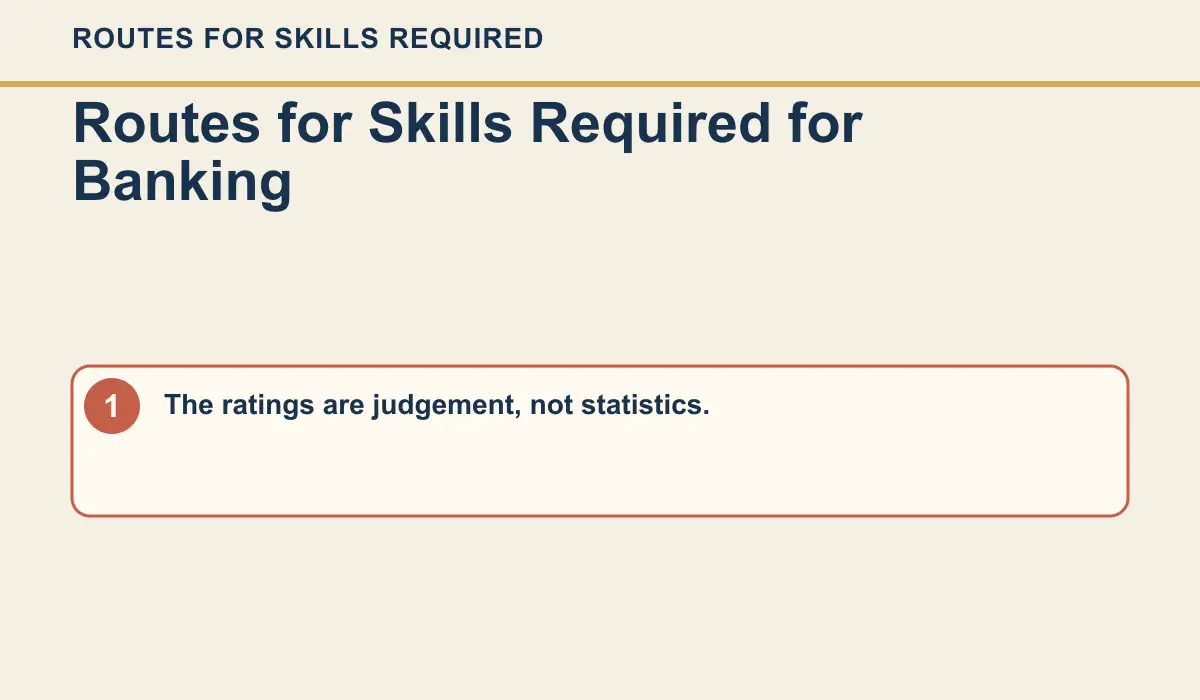 ROUTES FOR SKILLS REQUIRED
Routes for Skills Required for
Banking
1
The ratings are judgement, not statistics.